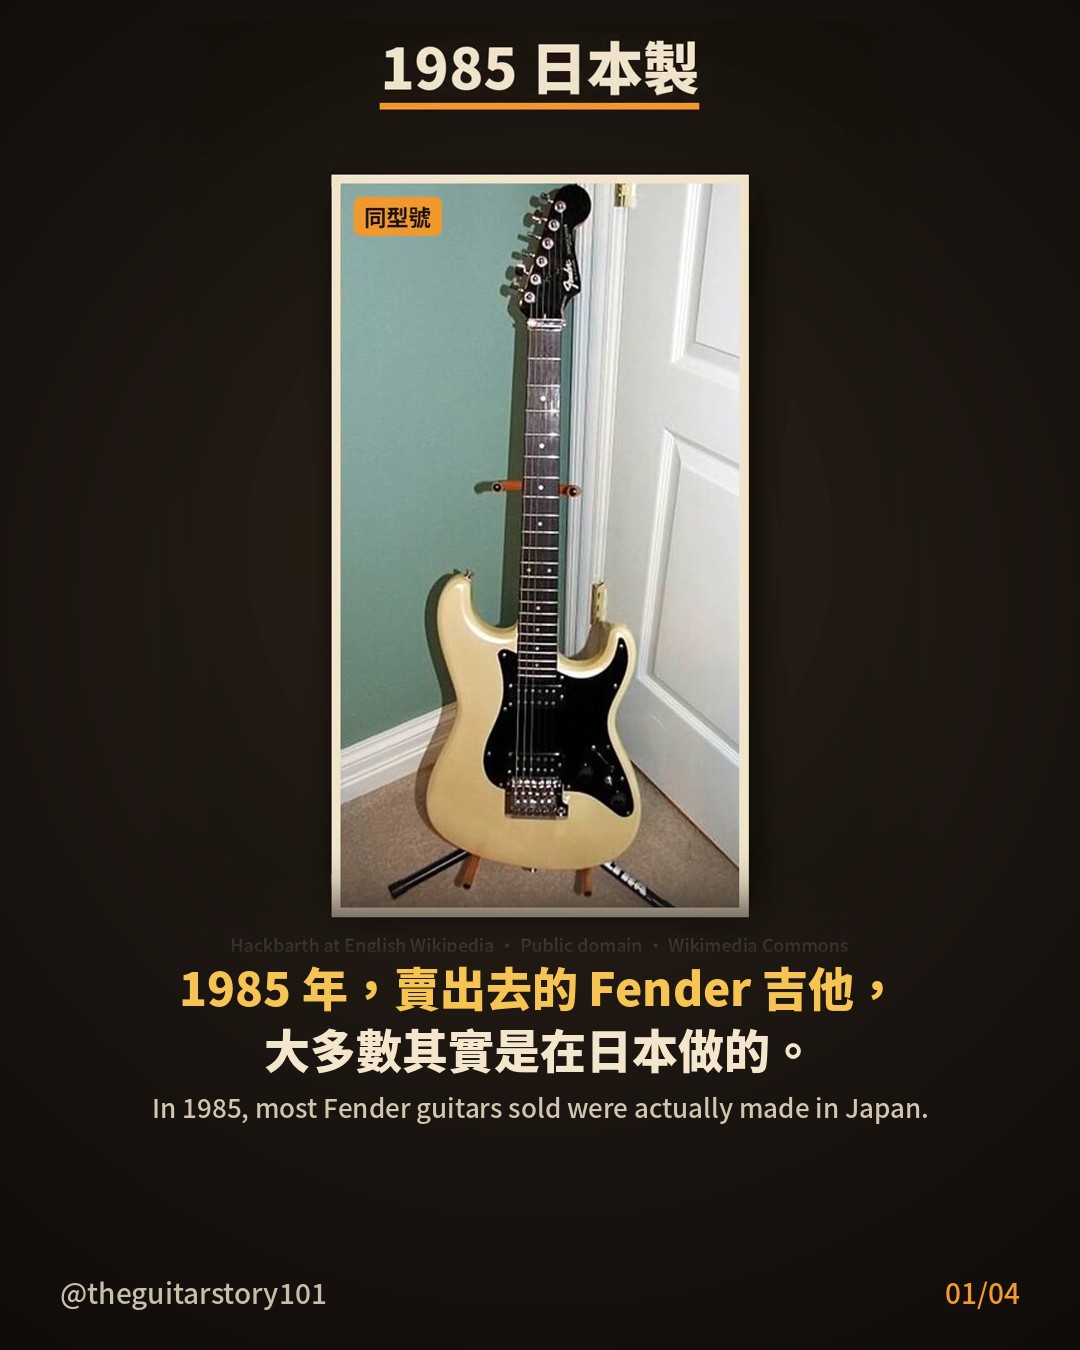 1985 日本製
同型號
Fender
Hackbarth at English Wikipedia • Public domain • Wikimedia Commons
1985 年，賣出去的 Fender 吉他，
大多數其實是在日本做的。
In 1985, most Fender guitars sold were actually made in Japan.
@theguitarstory101
01/04